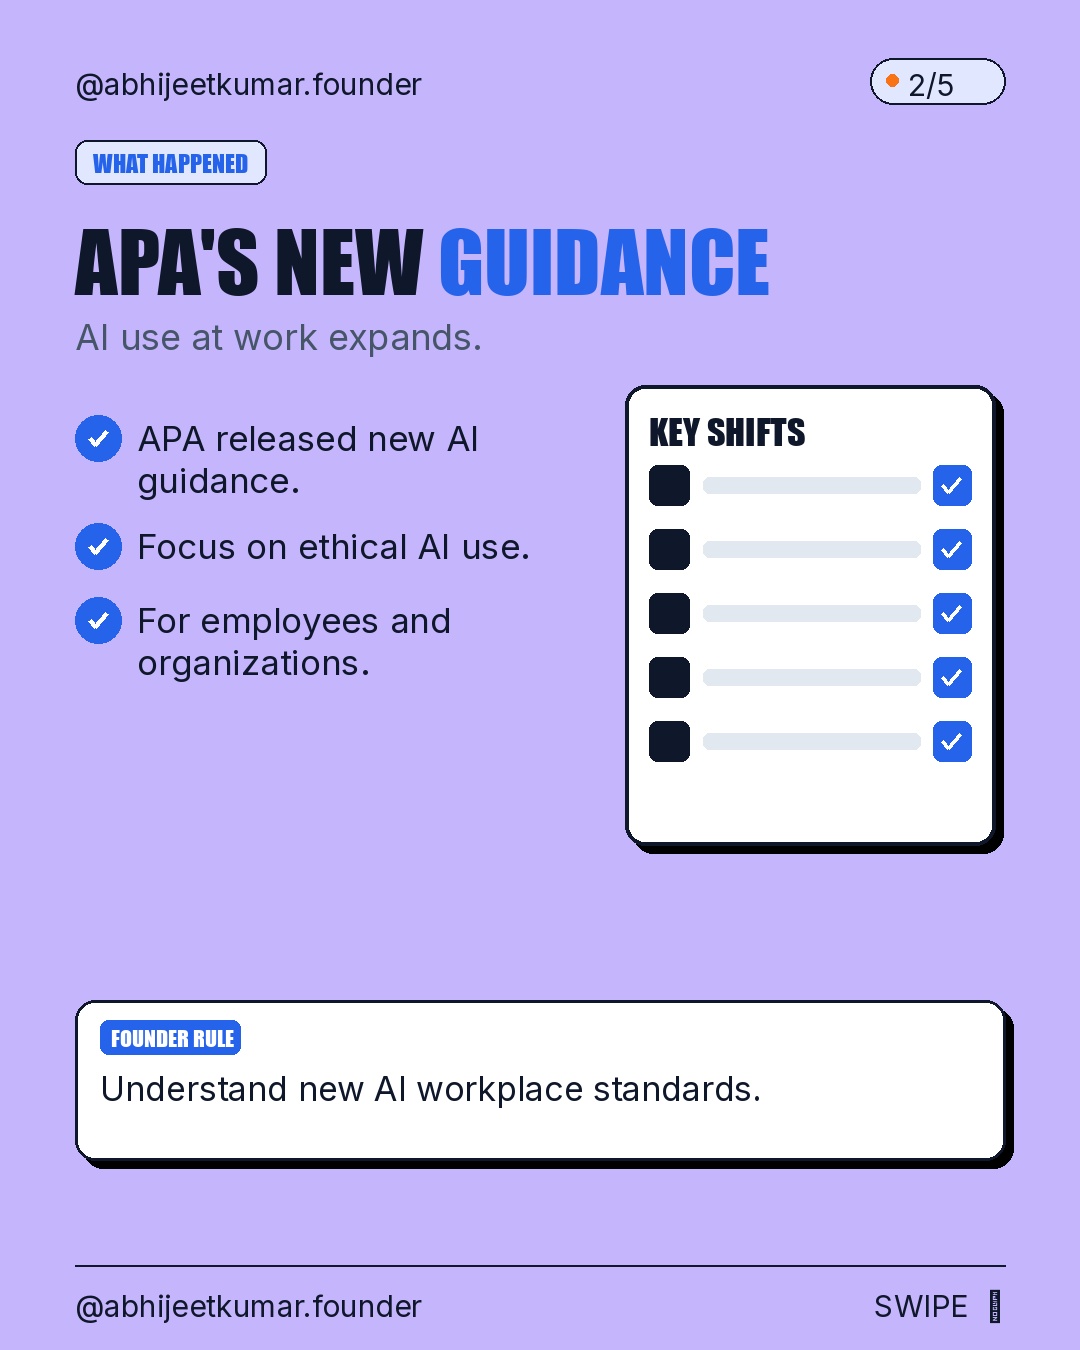 @abhijeetkumar.founder
2/5
WHAT HAPPENED
APA'S NEW GUIDANCE
AI use at work expands.
APA released new AI
guidance.
Focus on ethical AI use.
For employees and
organizations.
KEY SHIFTS
FOUNDER RULE
Understand new AI workplace standards.
@abhijeetkumar.founder
SWIPE